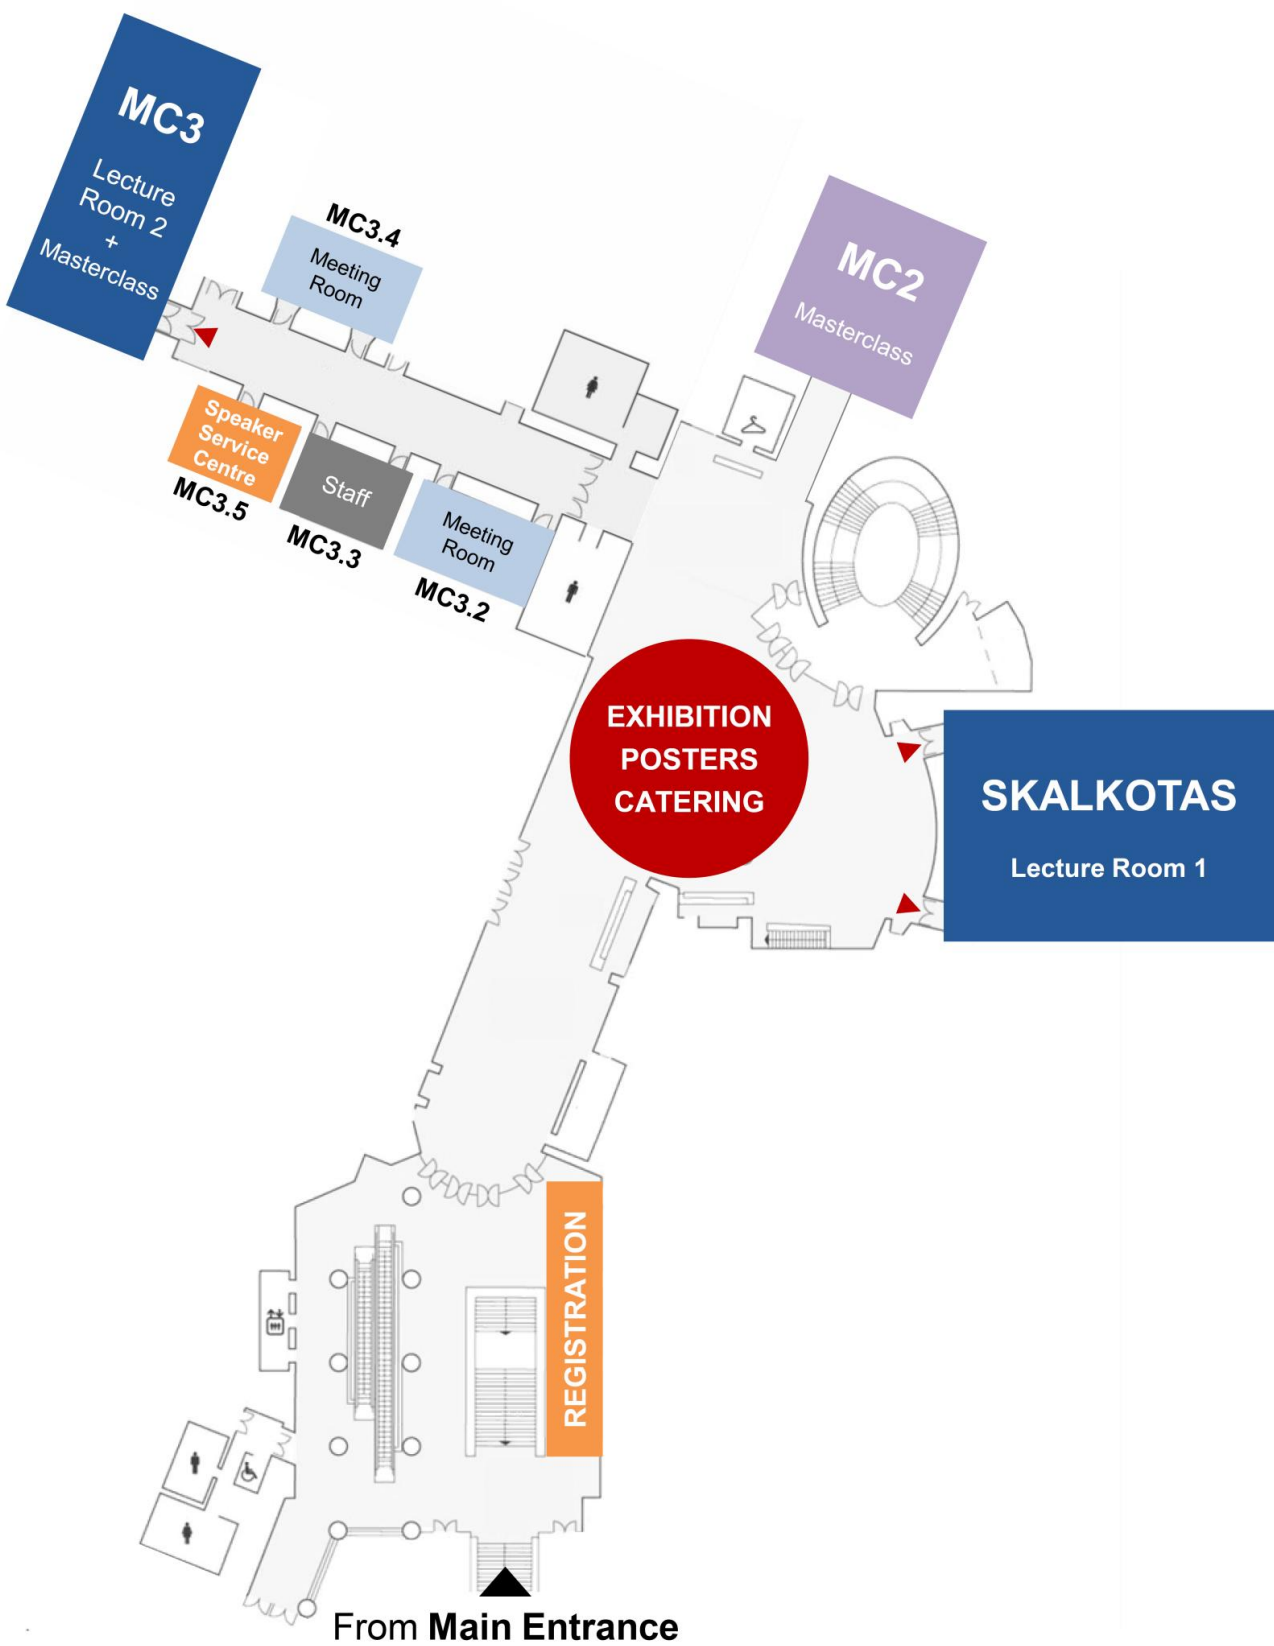 MC3
Lecture
Room 2
+
Masterclass
MC3.4
Meeting
Room
MC2
Masterclass
Speaker
Service
Centre
MC3.5
Staff
MC3.3
Meeting
Room
MC3.2
EXHIBITION
POSTERS
CATERING
SKALKOTAS
Lecture Room 1
REGISTRATION
From Main Entrance